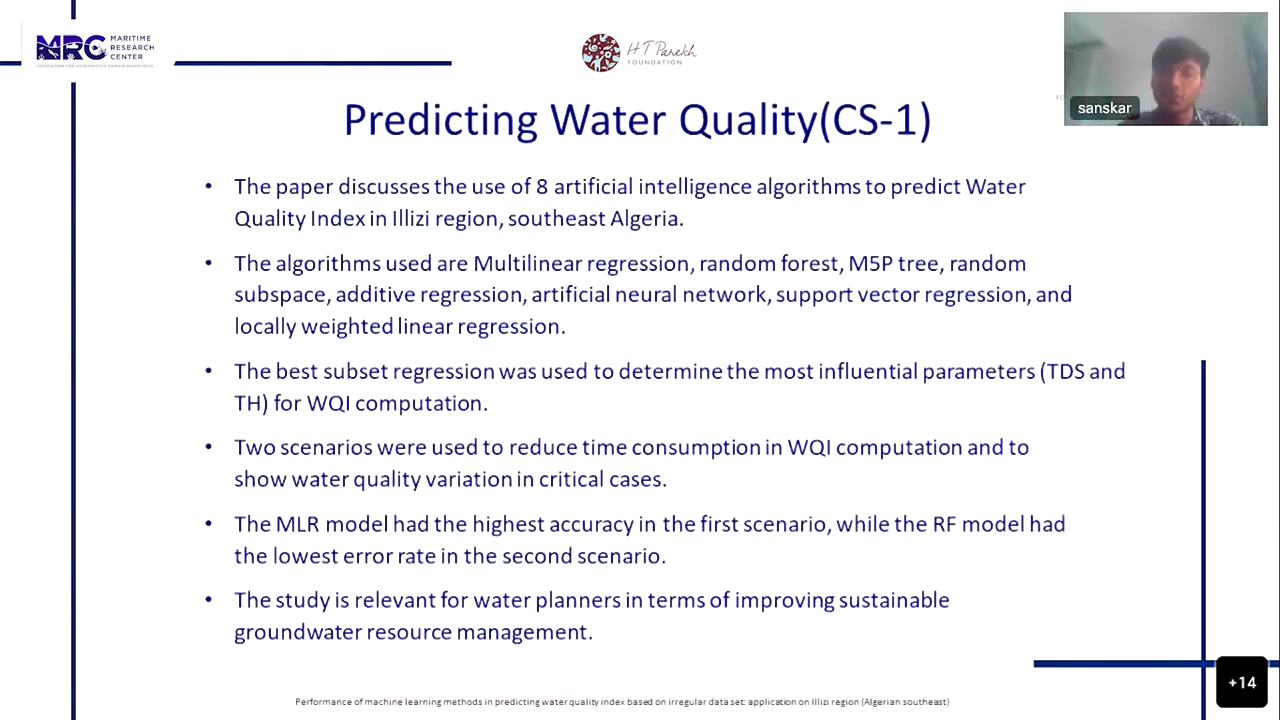 MRC
MARITIME
RESEARCH
CENTER
FOUNDATION FOR UNDERWATER DOMAIN AWARENESS
H T Parekh
FOUNDATION
sanskar
Predicting Water Quality(CS-1)
• The paper discusses the use of 8 artificial intelligence algorithms to predict Water
Quality Index in Illizi region, southeast Algeria.
• The algorithms used are Multilinear regression, random forest, M5P tree, random
subspace, additive regression, artificial neural network, support vector regression, and
locally weighted linear regression.
• The best subset regression was used to determine the most influential parameters (TDS and
TH) for WQI computation.
• Two scenarios were used to reduce time consumption in WQI computation and to
show water quality variation in critical cases.
• The MLR model had the highest accuracy in the first scenario, while the RF model had
the lowest error rate in the second scenario.
• The study is relevant for water planners in terms of improving sustainable
groundwater resource management.
+14
Performance of machine learning methods in predicting water quality index based on irregular data set: application on Illizi region (Algerian southeast)